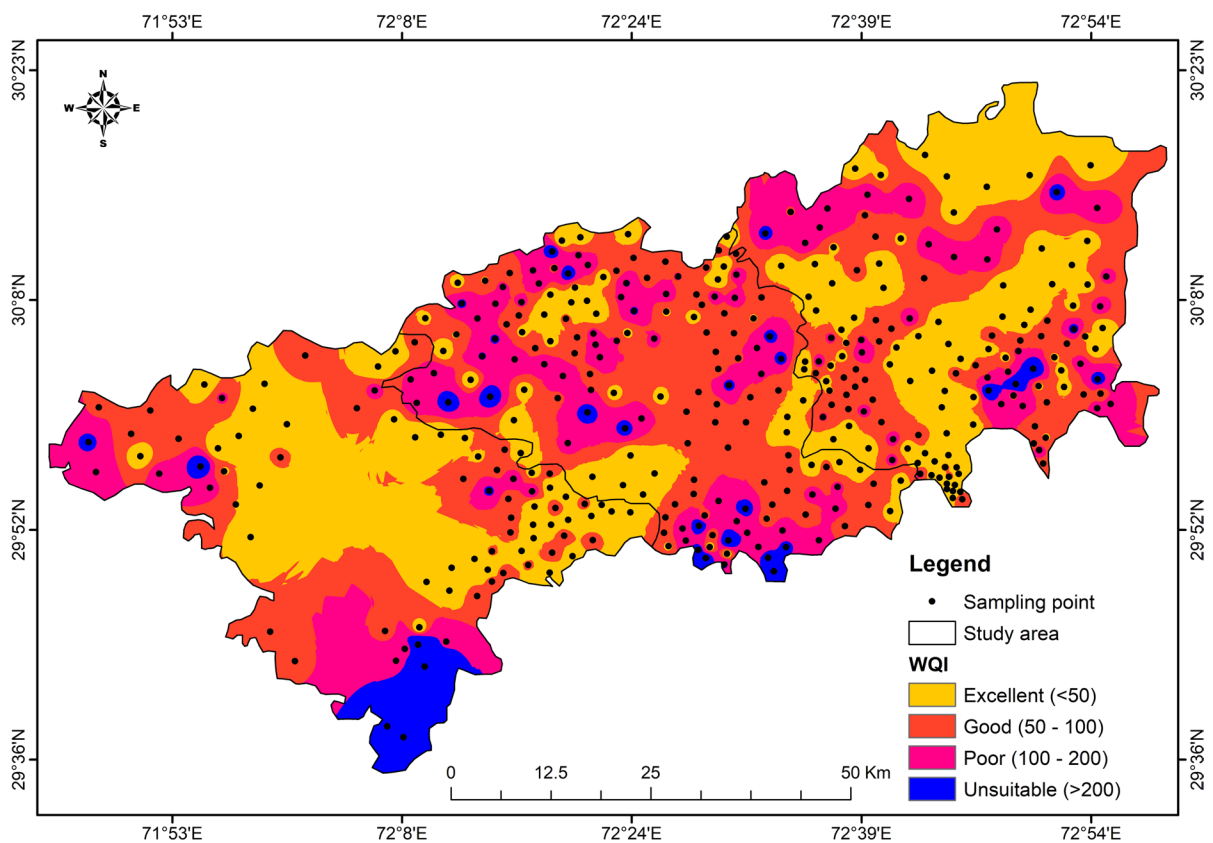 71°53'E 72°8'E 72°24'E 72°39'E 72°54'E
30°23'N 30°23'N
N
W E
S
30°8'N 30°8'N
29°52'N 29°52'N
Legend
Sampling point
Study area
WQI
Excellent (<50)
Good (50 - 100)
Poor (100 - 200)
Unsuitable (>200)
29°36'N 29°36'N
0 12.5 25 50 Km
71°53'E 72°8'E 72°24'E 72°39'E 72°54'E